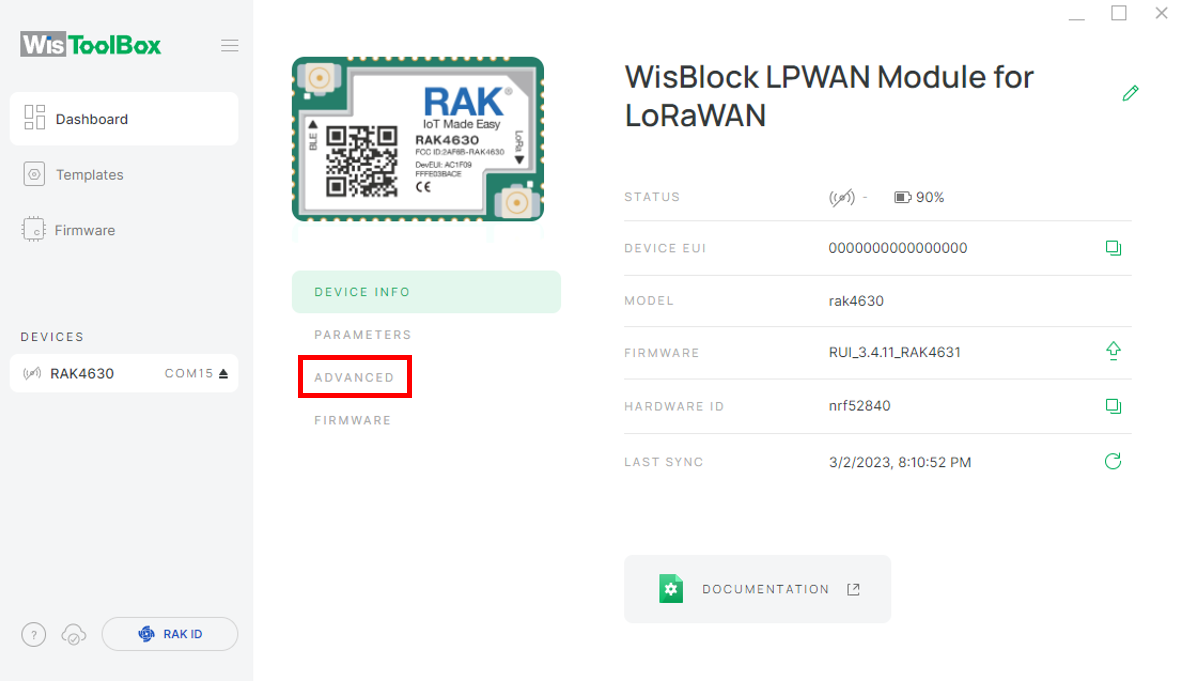 WisToolBox
Dashboard
Templates
Firmware
DEVICES
RAK4630 COM15
?
RAK ID
RAK®
IoT Made Easy
RAK4630
FCC ID:2AF6B-RAK4630
DevEUI: AC1F09
FFFE03BACE
CE
BLE
LoRa
DEVICE INFO
PARAMETERS
ADVANCED
FIRMWARE
WisBlock LPWAN Module for
LoRaWAN
STATUS - 90%
DEVICE EUI 0000000000000000
MODEL rak4630
FIRMWARE RUI_3.4.11_RAK4631
HARDWARE ID nrf52840
LAST SYNC 3/2/2023, 8:10:52 PM
DOCUMENTATION